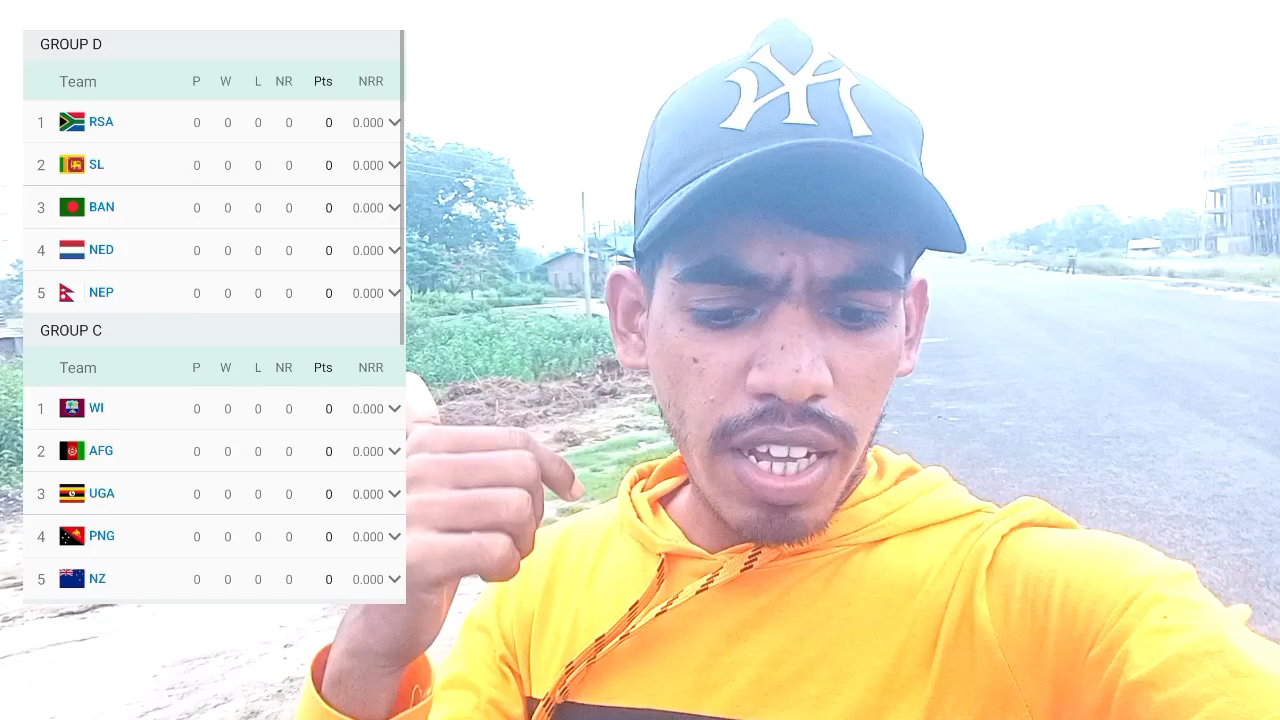 GROUP D
Team P W L NR Pts NRR
1 RSA 0 0 0 0 0 0.000
2 SL 0 0 0 0 0 0.000
3 BAN 0 0 0 0 0 0.000
4 NED 0 0 0 0 0 0.000
5 NEP 0 0 0 0 0 0.000
GROUP C
Team P W L NR Pts NRR
1 WI 0 0 0 0 0 0.000
2 AFG 0 0 0 0 0 0.000
3 UGA 0 0 0 0 0 0.000
4 PNG 0 0 0 0 0 0.000
5 NZ 0 0 0 0 0 0.000